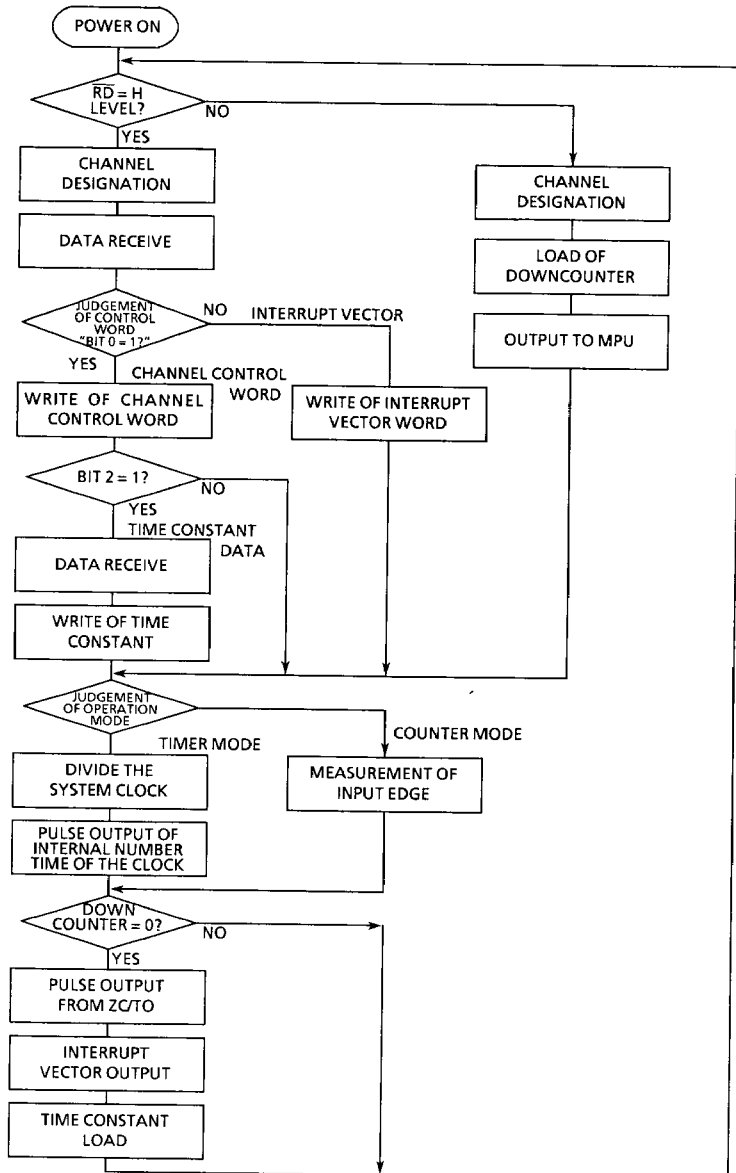 POWER ON
RD = H
LEVEL?
NO
YES
CHANNEL
DESIGNATION
DATA RECEIVE
CHANNEL
DESIGNATION
LOAD OF
DOWNCOUNTER
OUTPUT TO MPU
JUDGEMENT
OF CONTROL
WORD
"BIT 0 = 1?"
NO
INTERRUPT VECTOR
YES
CHANNEL CONTROL
WORD
WRITE OF CHANNEL
CONTROL WORD
WRITE OF INTERRUPT
VECTOR WORD
BIT 2 = 1?
NO
YES
TIME CONSTANT
DATA
DATA RECEIVE
WRITE OF TIME
CONSTANT
JUDGEMENT
OF OPERATION
MODE
TIMER MODE
COUNTER MODE
DIVIDE THE
SYSTEM CLOCK
MEASUREMENT OF
INPUT EDGE
PULSE OUTPUT OF
INTERNAL NUMBER
TIME OF THE CLOCK
DOWN
COUNTER = 0?
NO
YES
PULSE OUTPUT
FROM ZC/TO
INTERRUPT
VECTOR OUTPUT
TIME CONSTANT
LOAD